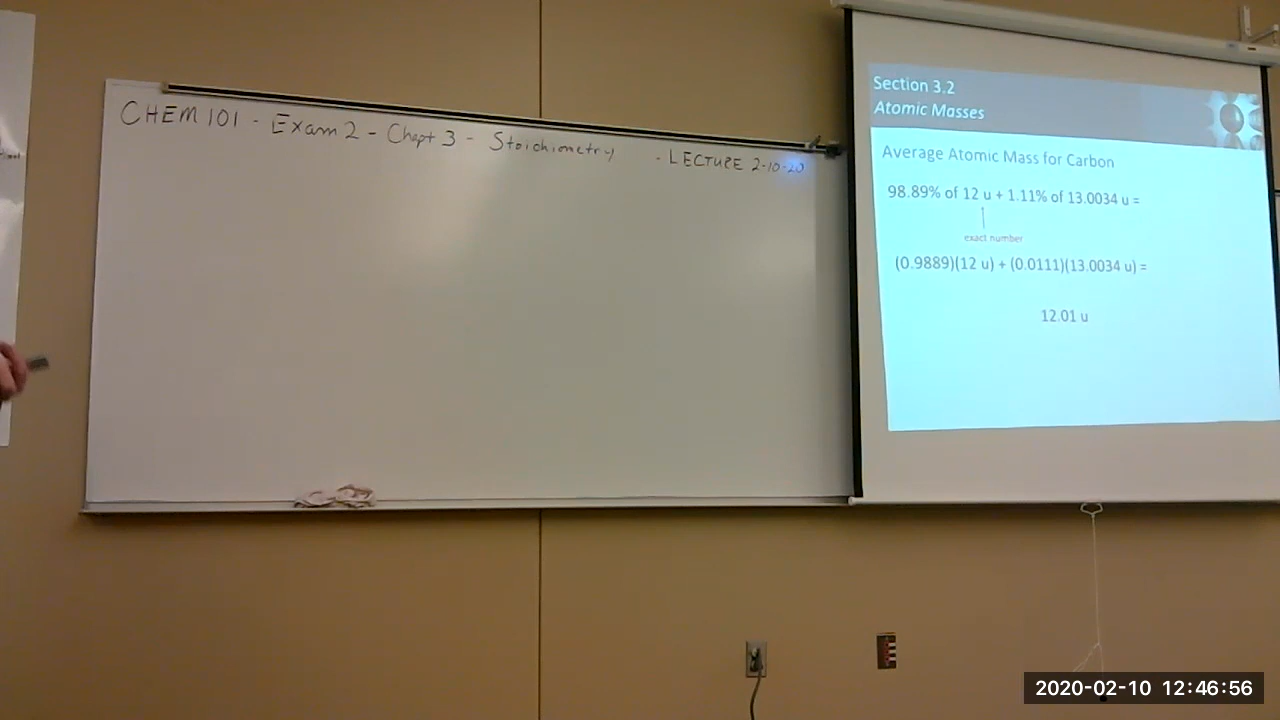 CHEM 101 - Exam 2 - Chapt 3 - Stoichiometry - LECTURE 2-10-20
Section 3.2
Atomic Masses
Average Atomic Mass for Carbon
98.89% of 12 u + 1.11% of 13.0034 u =
exact number
(0.9889)(12 u) + (0.0111)(13.0034 u) =
12.01 u
2020-02-10 12:46:56